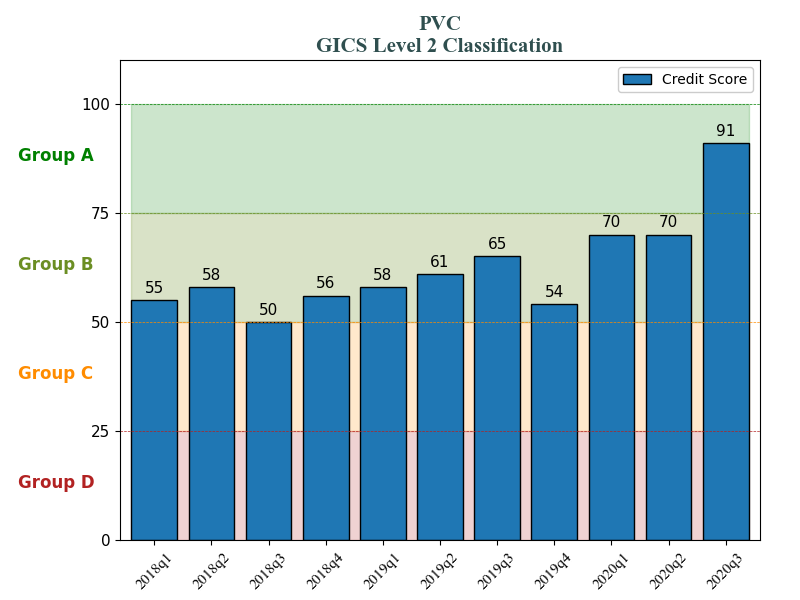 PVC
GICS Level 2 Classification
Credit Score
100
Group A
75
Group B
50
Group C
25
Group D
0
55
58
50
56
58
61
65
54
70
70
91
2018q1
2018q2
2018q3
2018q4
2019q1
2019q2
2019q3
2019q4
2020q1
2020q2
2020q3